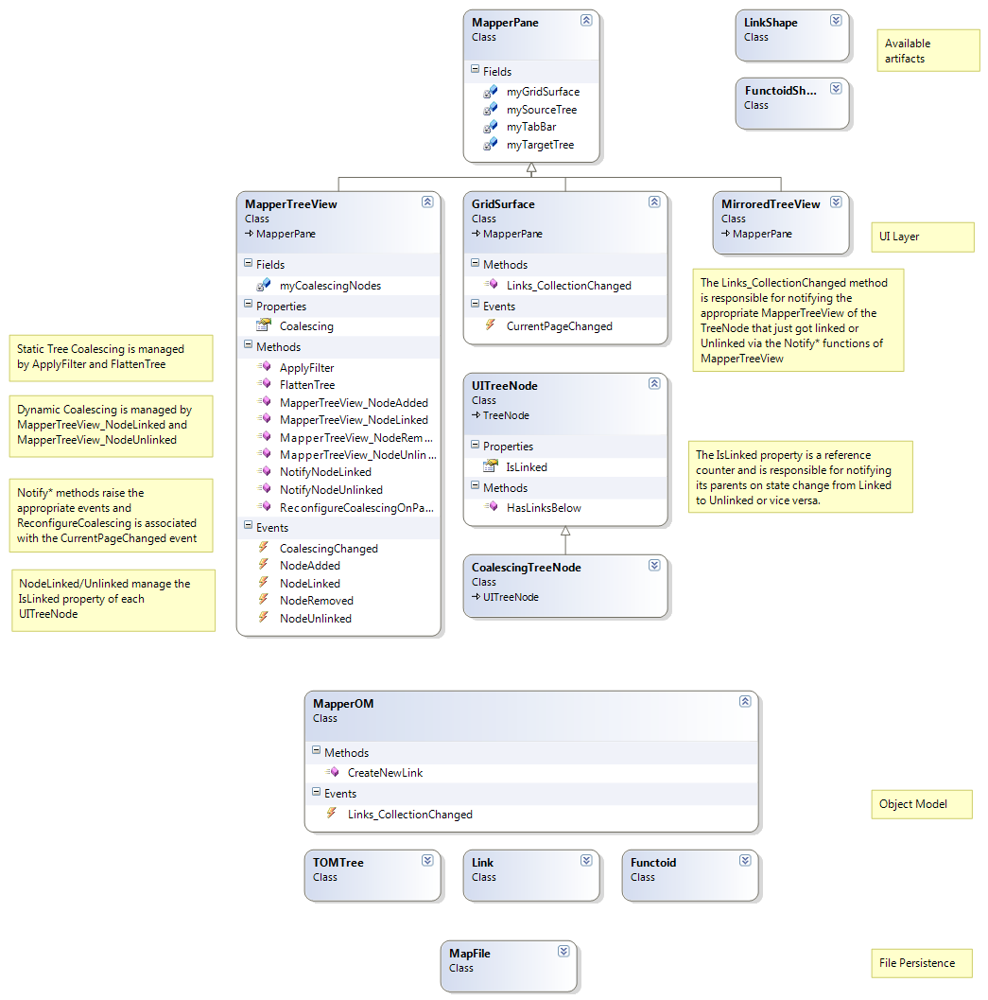 MapperPane
Class
Fields
myGridSurface
mySourceTree
myTabBar
myTargetTree
LinkShape
Class
FunctoidSh...
Class
Available
artifacts
MapperTreeView
Class
MapperPane
Fields
myCoalescingNodes
Properties
Coalescing
Methods
ApplyFilter
FlattenTree
MapperTreeView_NodeAdded
MapperTreeView_NodeLinked
MapperTreeView_NodeRem...
MapperTreeView_NodeUnlin...
NotifyNodeLinked
NotifyNodeUnlinked
ReconfigureCoalescingOnPa...
Events
CoalescingChanged
NodeAdded
NodeLinked
NodeRemoved
NodeUnlinked
GridSurface
Class
MapperPane
Methods
Links_CollectionChanged
Events
CurrentPageChanged
MirroredTreeView
Class
MapperPane
UI Layer
The Links_CollectionChanged method
is responsible for notifying the
appropriate MapperTreeView of the
TreeNode that just got linked or
Unlinked via the Notify* functions of
MapperTreeView
Static Tree Coalescing is managed
by ApplyFilter and FlattenTree
Dynamic Coalescing is managed by
MapperTreeView_NodeLinked and
MapperTreeView_NodeUnlinked
Notify* methods raise the
appropriate events and
ReconfigureCoalescing is associated
with the CurrentPageChanged event
NodeLinked/Unlinked manage the
IsLinked property of each
UITreeNode
UITreeNode
Class
TreeNode
Properties
IsLinked
Methods
HasLinksBelow
The IsLinked property is a reference
counter and is responsible for notifying
its parents on state change from Linked
to Unlinked or vice versa.
CoalescingTreeNode
Class
UITreeNode
MapperOM
Class
Methods
CreateNewLink
Events
Links_CollectionChanged
Object Model
TOMTree
Class
Link
Class
Functoid
Class
MapFile
Class
File Persistence